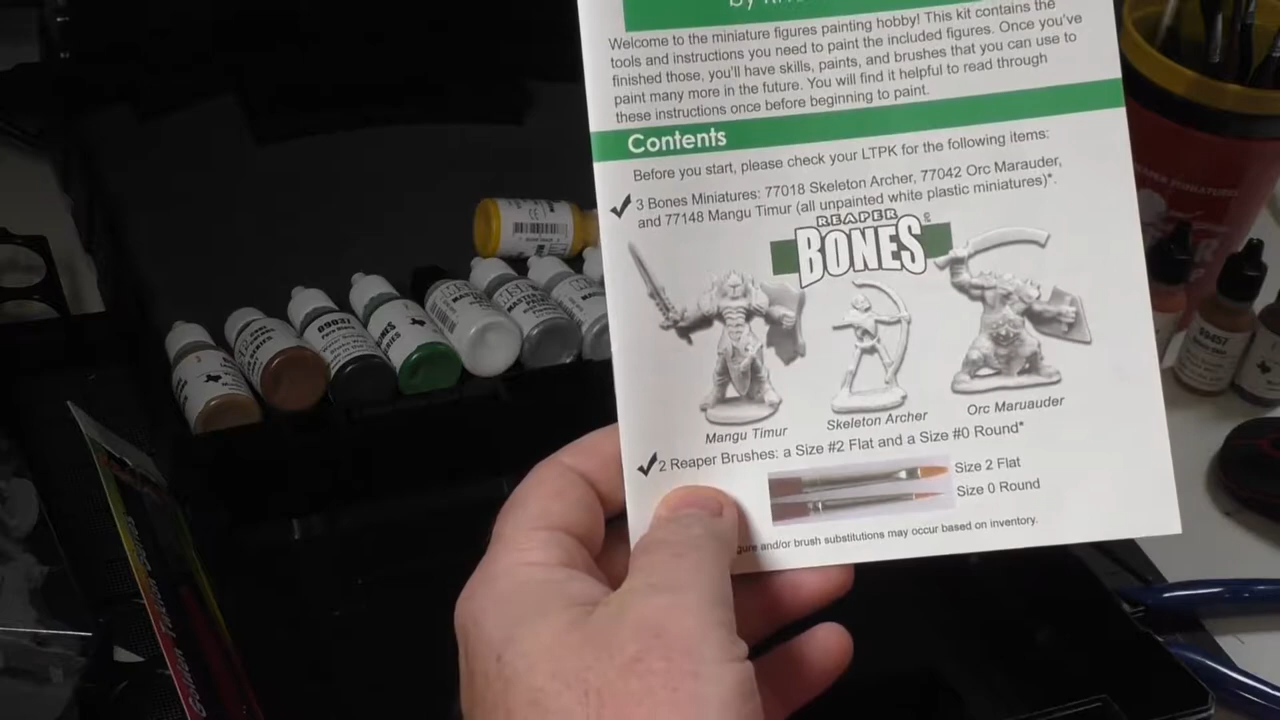 by
Welcome to the miniature figures painting hobby! This kit contains the
tools and instructions you need to paint the included figures. Once you've
finished those, you'll have skills, paints, and brushes that you can use to
paint many more in the future. You will find it helpful to read through
these instructions once before beginning to paint.
Contents
Before you start, please check your LTPK for the following items:
3 Bones Miniatures: 77018 Skeleton Archer, 77042 Orc Marauder,
and 77148 Mangu Timur (all unpainted white plastic miniatures)*.
REAPER
BONES
®
Mangu Timur
Skeleton Archer
Orc Maruauder
2 Reaper Brushes: a Size #2 Flat and a Size #0 Round*
Size 2 Flat
Size 0 Round
gure and/or brush substitutions may occur based on inventory.
09037
BONES
MSP
MASTER
09457
CE